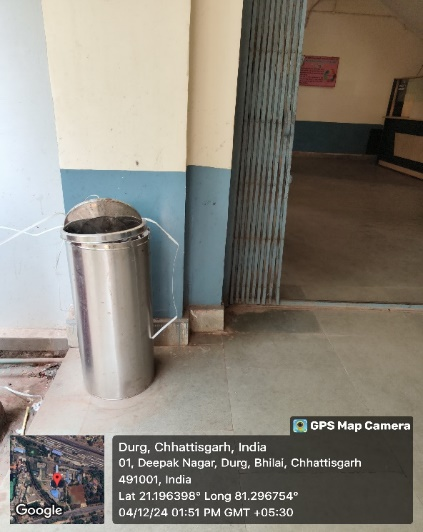 GPS Map Camera
Durg, Chhattisgarh, India
01, Deepak Nagar, Durg, Bhilai, Chhattisgarh
491001, India
Lat 21.196398° Long 81.296754°
04/12/24 01:51 PM GMT +05:30
Google